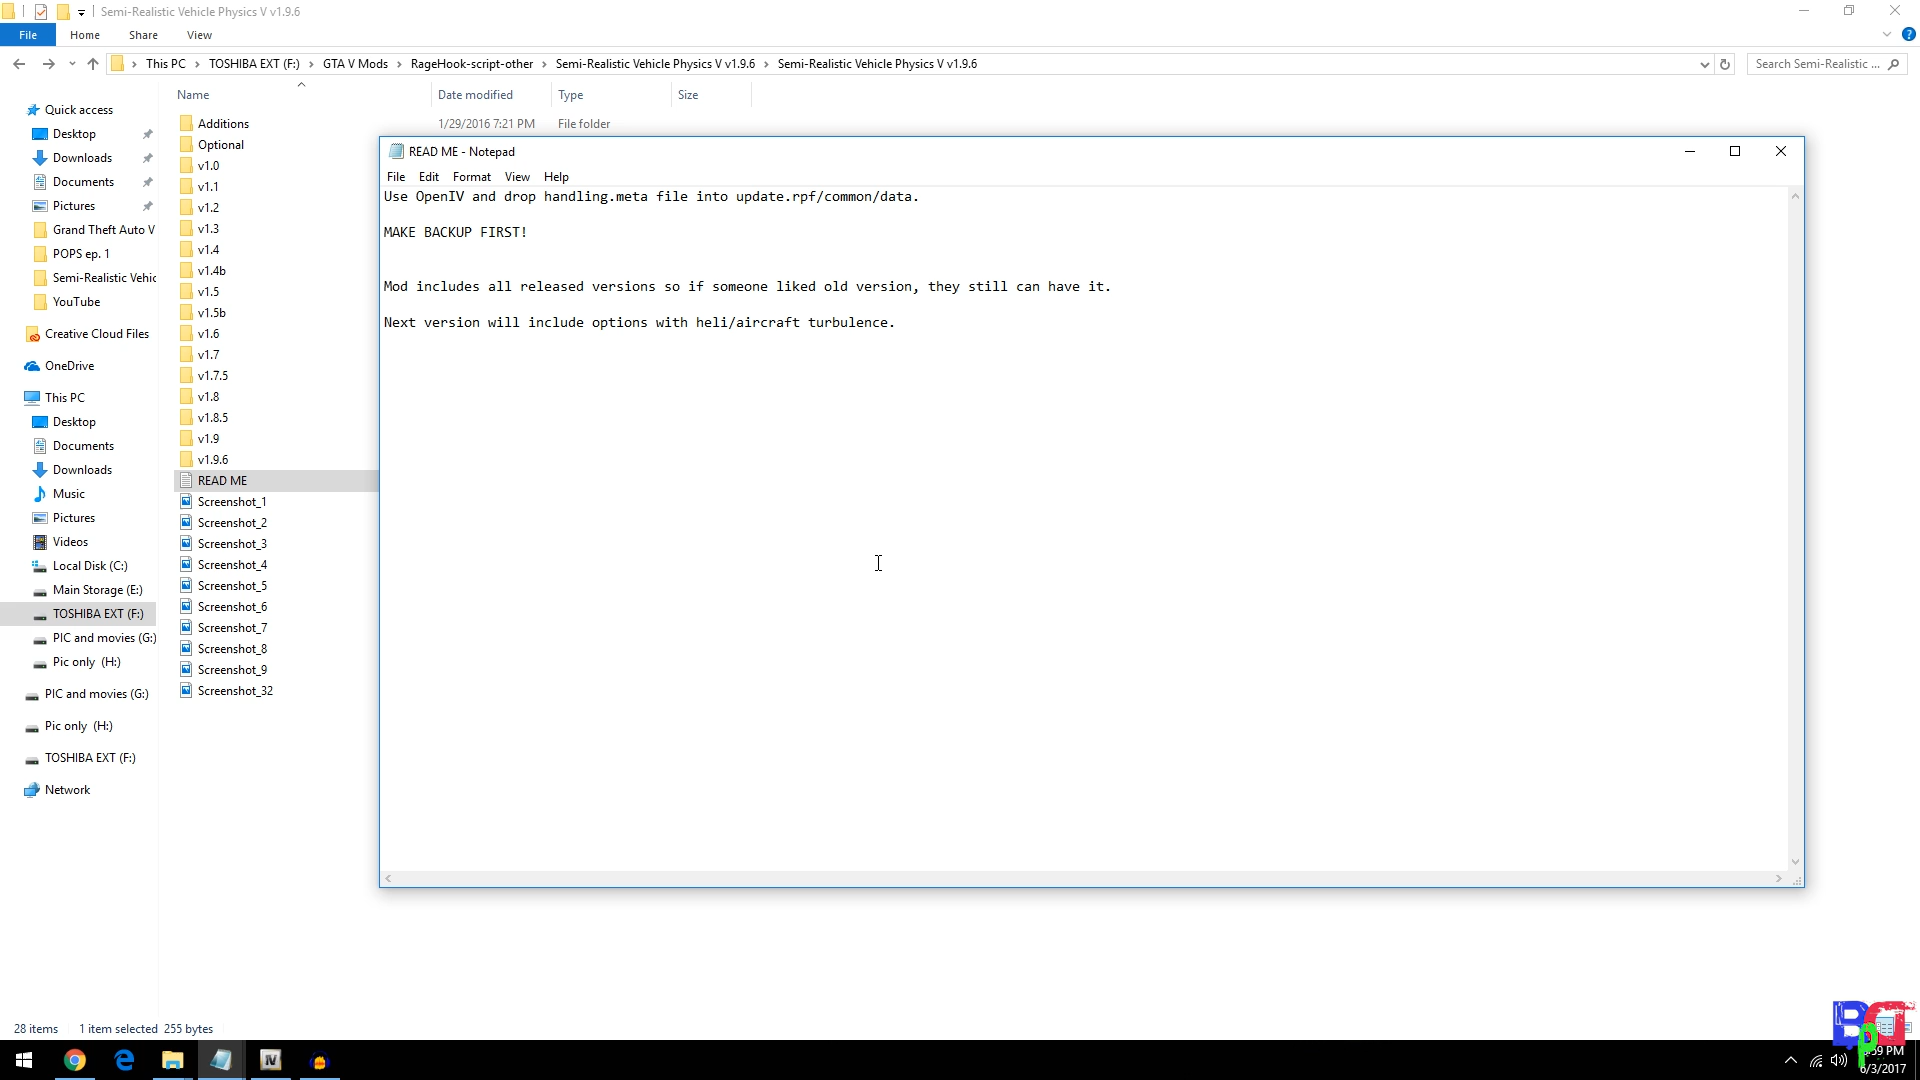 Semi-Realistic Vehicle Physics V v1.9.6
File Home Share View
This PC TOSHIBA EXT (F:) GTA V Mods RageHook-script-other Semi-Realistic Vehicle Physics V v1.9.6 Semi-Realistic Vehicle Physics V v1.9.6
Search Semi-Realistic ...
Name Date modified Type Size
Quick access
Desktop
Downloads
Documents
Pictures
Grand Theft Auto V
POPS ep. 1
Semi-Realistic Vehic
YouTube
Creative Cloud Files
OneDrive
This PC
Desktop
Documents
Downloads
Music
Pictures
Videos
Local Disk (C:)
Main Storage (E:)
TOSHIBA EXT (F:)
PIC and movies (G:)
Pic only (H:)
PIC and movies (G:)
Pic only (H:)
TOSHIBA EXT (F:)
Network
Additions 1/29/2016 7:21 PM File folder
Optional
v1.0
v1.1
v1.2
v1.3
v1.4
v1.4b
v1.5
v1.5b
v1.6
v1.7
v1.7.5
v1.8
v1.8.5
v1.9
v1.9.6
READ ME
Screenshot_1
Screenshot_2
Screenshot_3
Screenshot_4
Screenshot_5
Screenshot_6
Screenshot_7
Screenshot_8
Screenshot_9
Screenshot_32
READ ME - Notepad
File Edit Format View Help
Use OpenIV and drop handling.meta file into update.rpf/common/data.
MAKE BACKUP FIRST!
Mod includes all released versions so if someone liked old version, they still can have it.
Next version will include options with heli/aircraft turbulence.
28 items 1 item selected 255 bytes
IV
:59 PM
6/3/2017